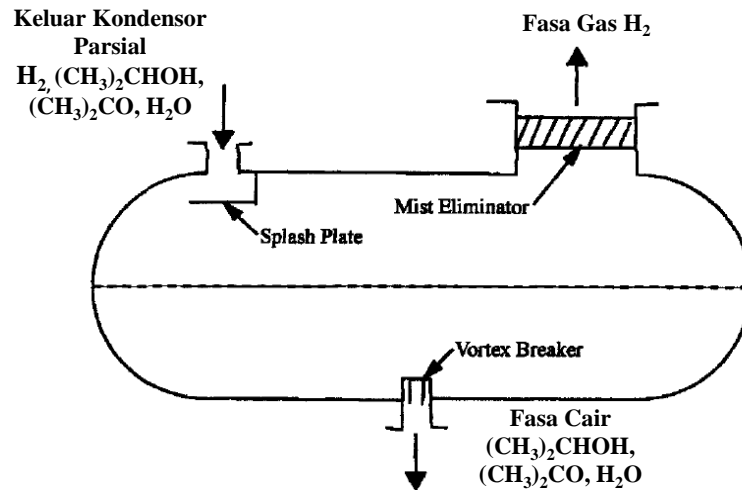 Keluar Kondensor
Parsial
H₂, (CH₃)₂CHOH,
(CH₃)₂CO, H₂O
Fasa Gas H₂
Mist Eliminator
Splash Plate
Vortex Breaker
Fasa Cair
(CH₃)₂CHOH,
(CH₃)₂CO, H₂O